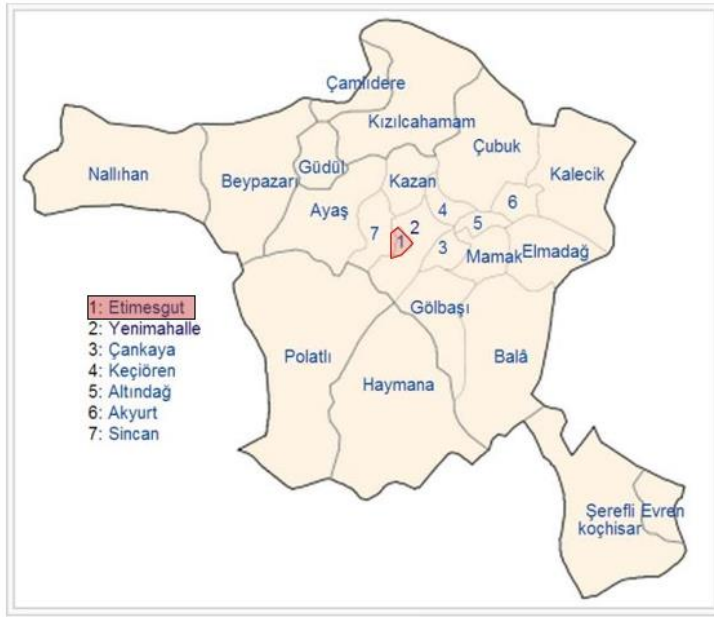 Çamlıdere
Kızılcahamam
Çubuk
Nallıhan
Beypazarı
Güdül
Kazan
Kalecik
Ayaş
4
6
7
2
5
1
3
Mamak
Elmadağ
Gölbaşı
1: Etimesgut
2: Yenimahalle
3: Çankaya
4: Keçiören
5: Altındağ
6: Akyurt
7: Sincan
Polatlı
Haymana
Balâ
Şerefli
koçhisar
Evren